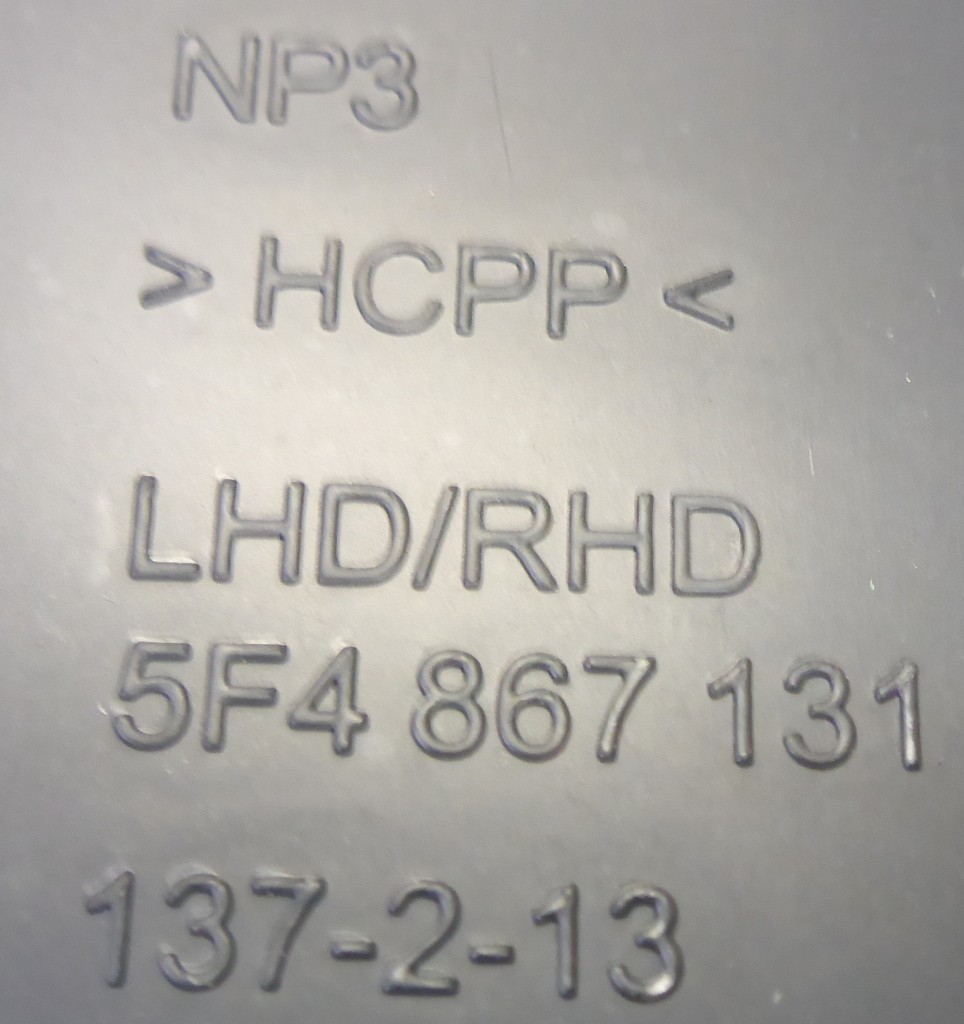 NP3
>HCPP<
LHD/RHD
5F4 867 131
137-2-13